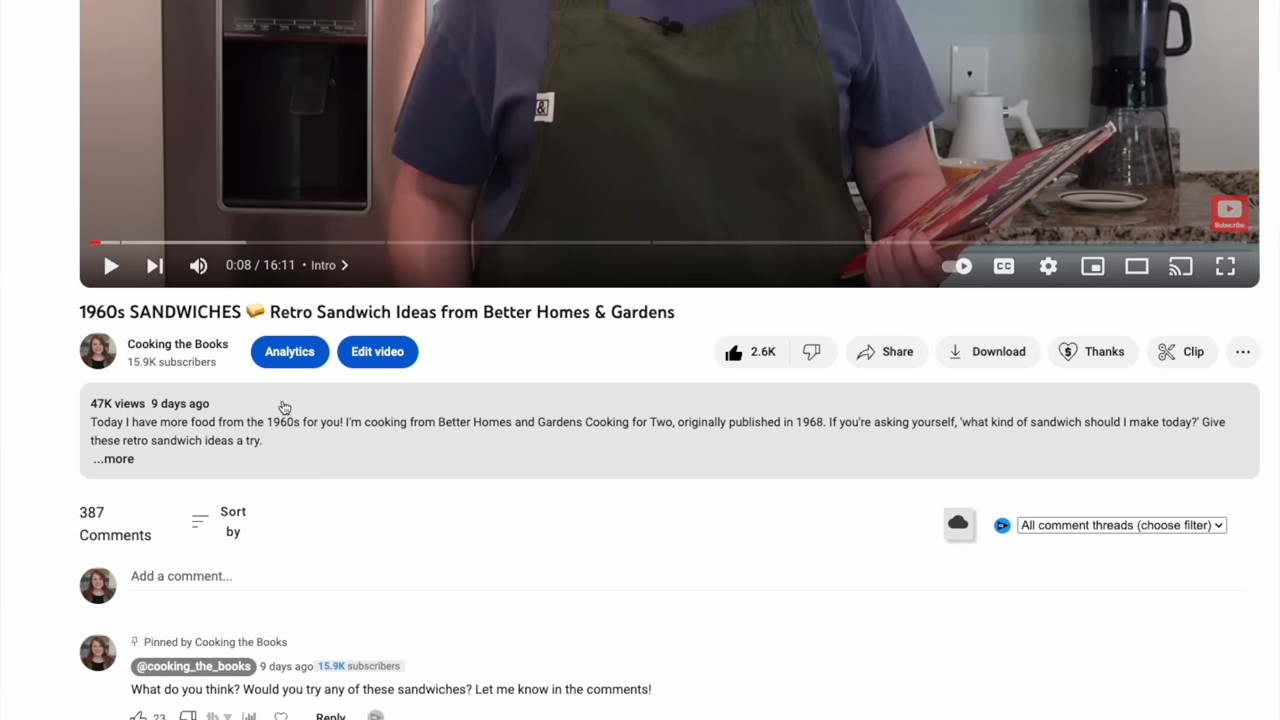 &
Subscribe
0:08 / 16:11 • Intro
CC
1960s SANDWICHES 🥪 Retro Sandwich Ideas from Better Homes & Gardens
Cooking the Books
15.9K subscribers
Analytics
Edit video
2.6K
Share
Download
$
Thanks
Clip
47K views 9 days ago
Today I have more food from the 1960s for you! I'm cooking from Better Homes and Gardens Cooking for Two, originally published in 1968. If you're asking yourself, 'what kind of sandwich should I make today?' Give
these retro sandwich ideas a try.
...more
387
Comments
Sort
by
All comment threads (choose filter)
Add a comment...
Pinned by Cooking the Books
@cooking_the_books 9 days ago 15.9K subscribers
What do you think? Would you try any of these sandwiches? Let me know in the comments!
23
Reply